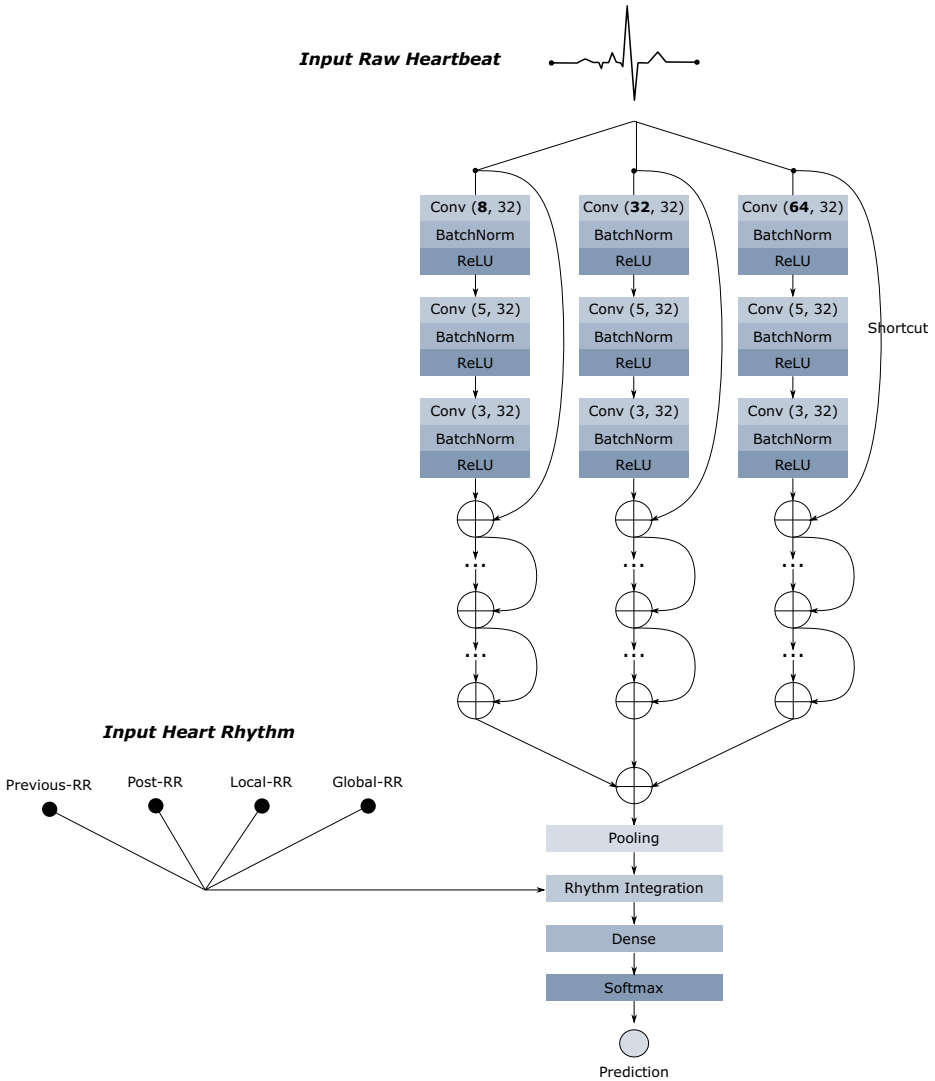 Input Raw Heartbeat
Conv (8, 32)
BatchNorm
ReLU
Conv (5, 32)
BatchNorm
ReLU
Conv (3, 32)
BatchNorm
ReLU
...
...
Conv (32, 32)
BatchNorm
ReLU
Conv (5, 32)
BatchNorm
ReLU
Conv (3, 32)
BatchNorm
ReLU
...
...
Conv (64, 32)
BatchNorm
ReLU
Conv (5, 32)
BatchNorm
ReLU
Conv (3, 32)
BatchNorm
ReLU
...
...
Shortcut
Input Heart Rhythm
Previous-RR
Post-RR
Local-RR
Global-RR
Pooling
Rhythm Integration
Dense
Softmax
Prediction